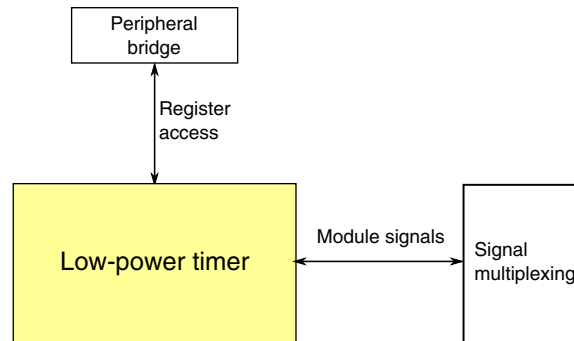 Peripheral
bridge
Register
access
Low-power timer
Module signals
Signal
multiplexing